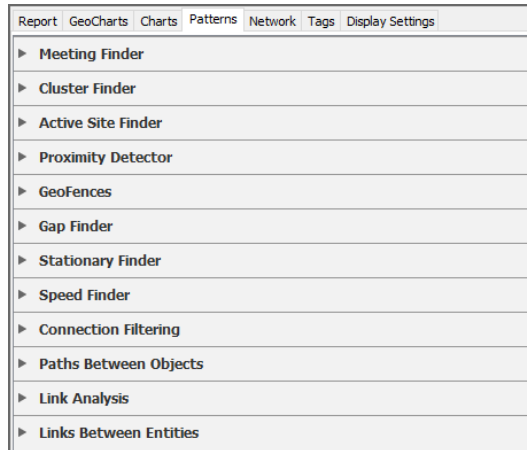 Report GeoCharts Charts Patterns Network Tags Display Settings
Meeting Finder
Cluster Finder
Active Site Finder
Proximity Detector
GeoFences
Gap Finder
Stationary Finder
Speed Finder
Connection Filtering
Paths Between Objects
Link Analysis
Links Between Entities